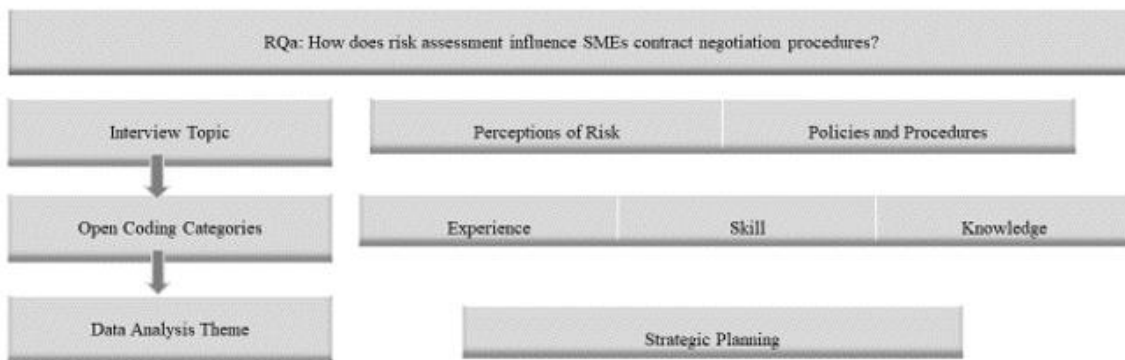 RQa: How does risk assessment influence SMEs contract negotiation procedures?
Interview Topic
Perceptions of Risk
Policies and Procedures
Open Coding Categories
Experience
Skill
Knowledge
Data Analysis Theme
Strategic Planning